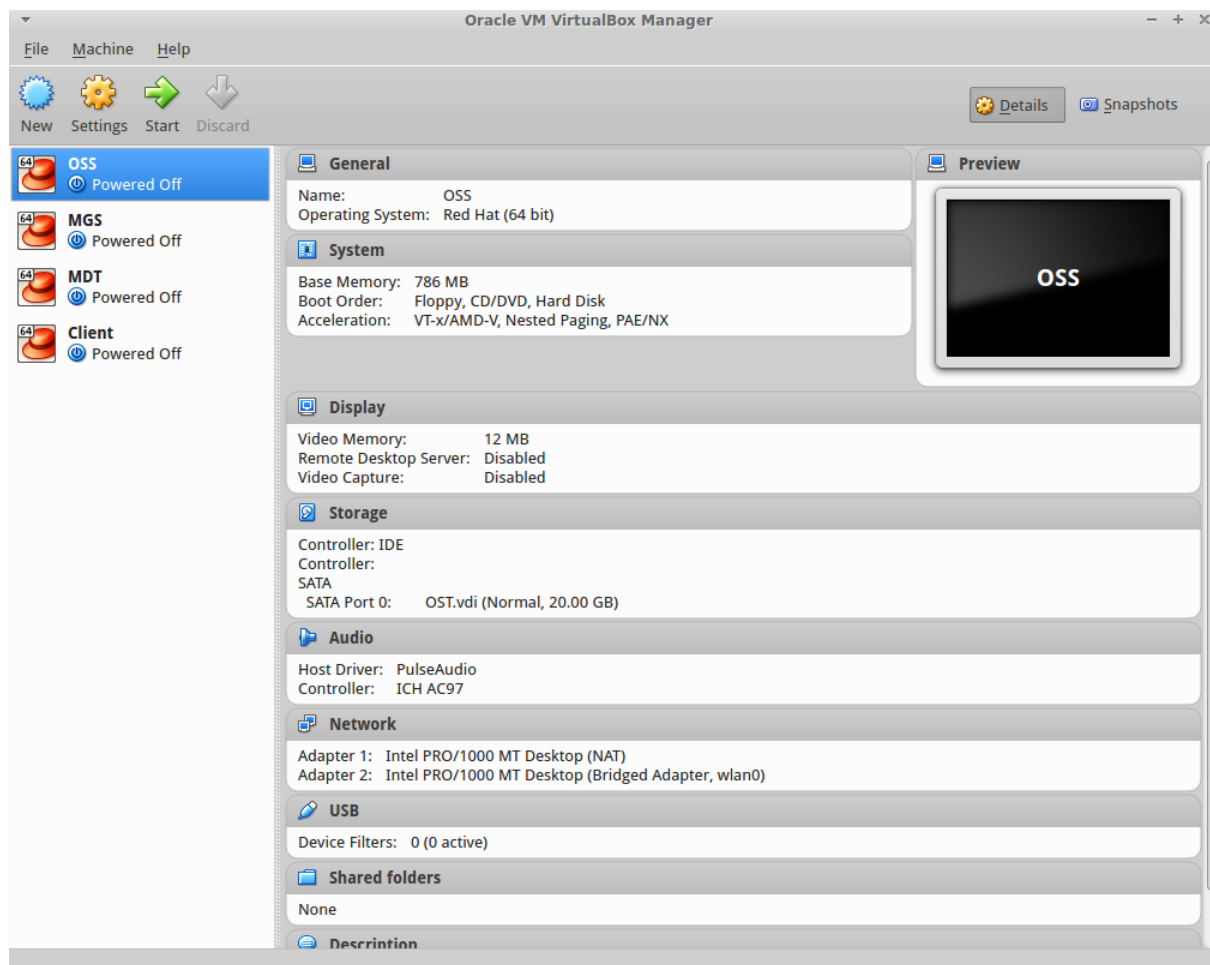 Oracle VM VirtualBox Manager
File Machine Help
New Settings Start Discard
Details Snapshots
64 OSS
Powered Off
64 MGS
Powered Off
64 MDT
Powered Off
64 Client
Powered Off
General
Name: OSS
Operating System: Red Hat (64 bit)
System
Base Memory: 786 MB
Boot Order: Floppy, CD/DVD, Hard Disk
Acceleration: VT-x/AMD-V, Nested Paging, PAE/NX
Preview
OSS
Display
Video Memory: 12 MB
Remote Desktop Server: Disabled
Video Capture: Disabled
Storage
Controller: IDE
Controller:
SATA
SATA Port 0: OST.vdi (Normal, 20.00 GB)
Audio
Host Driver: PulseAudio
Controller: ICH AC97
Network
Adapter 1: Intel PRO/1000 MT Desktop (NAT)
Adapter 2: Intel PRO/1000 MT Desktop (Bridged Adapter, wlan0)
USB
Device Filters: 0 (0 active)
Shared folders
None
Description